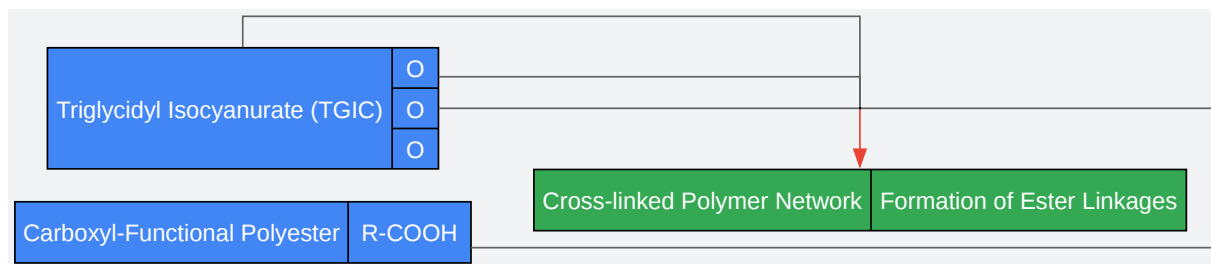 Triglycidyl Isocyanurate (TGIC)
O
O
O
Cross-linked Polymer Network
Formation of Ester Linkages
Carboxyl-Functional Polyester
R-COOH